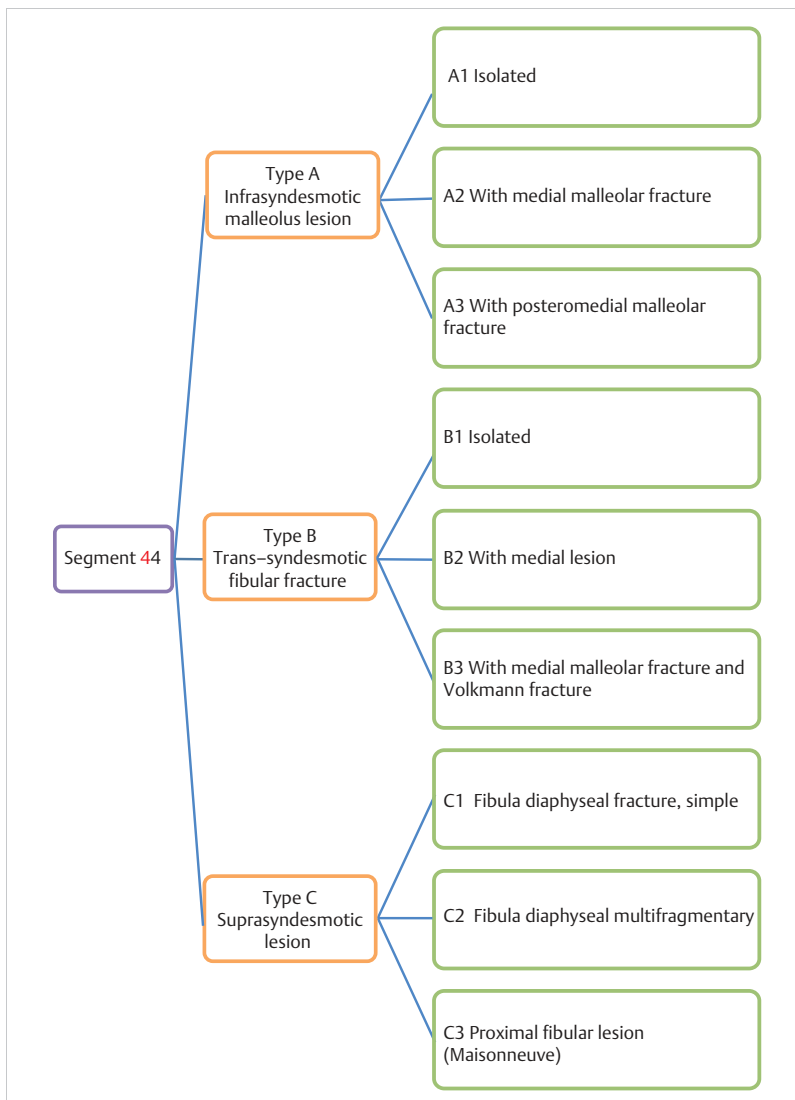 Segment 44
Type A
Infrasyndesmotic
malleolus lesion
A1 Isolated
A2 With medial malleolar fracture
A3 With posteromedial malleolar
fracture
Type B
Trans–syndesmotic
fibular fracture
B1 Isolated
B2 With medial lesion
B3 With medial malleolar fracture and
Volkmann fracture
Type C
Suprasyndesmotic
lesion
C1 Fibula diaphyseal fracture, simple
C2 Fibula diaphyseal multifragmentary
C3 Proximal fibular lesion
(Maisonneuve)